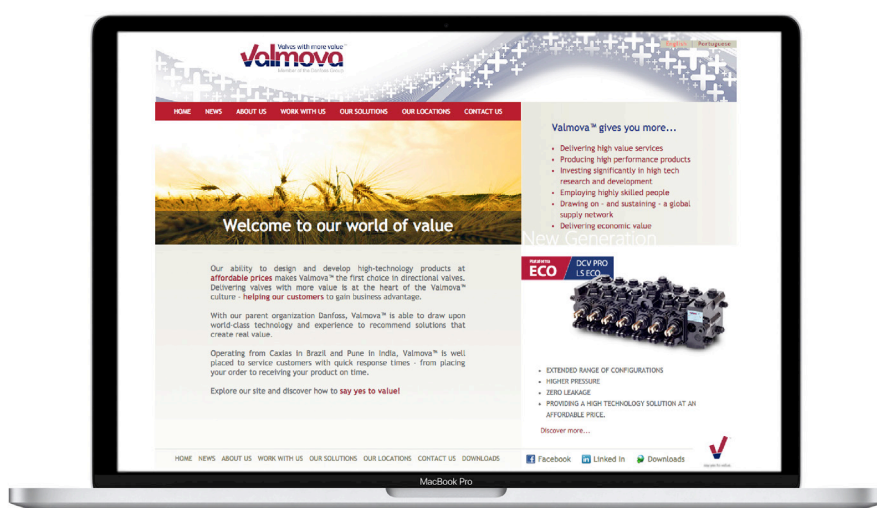 Valves with more value
Valmova
Member of the Danfoss Group
English | Portuguese
HOME NEWS ABOUT US WORK WITH US OUR SOLUTIONS OUR LOCATIONS CONTACT US
Welcome to our world of value
Valmova™ gives you more...
• Delivering high value services
• Producing high performance products
• Investing significantly in high tech
research and development
• Employing highly skilled people
• Drawing on - and sustaining - a global
supply network
• Delivering economic value
New Generation
Our ability to design and develop high-technology products at
affordable prices makes Valmova™ the first choice in directional valves.
Delivering valves with more value is at the heart of the Valmova™
culture - helping our customers to gain business advantage.
With our parent organization Danfoss, Valmova™ is able to draw upon
world-class technology and experience to recommend solutions that
create real value.
Operating from Caxias in Brazil and Pune in India, Valmova™ is well
placed to service customers with quick response times - from placing
your order to receiving your product on time.
Explore our site and discover how to say yes to value!
ECO
DCV PRO
LS ECO
• EXTENDED RANGE OF CONFIGURATIONS
• HIGHER PRESSURE
• ZERO LEAKAGE
• PROVIDING A HIGH TECHNOLOGY SOLUTION AT AN
AFFORDABLE PRICE.
Discover more...
HOME NEWS ABOUT US WORK WITH US OUR SOLUTIONS OUR LOCATIONS CONTACT US DOWNLOADS
Facebook Linked In Downloads
MacBook Pro